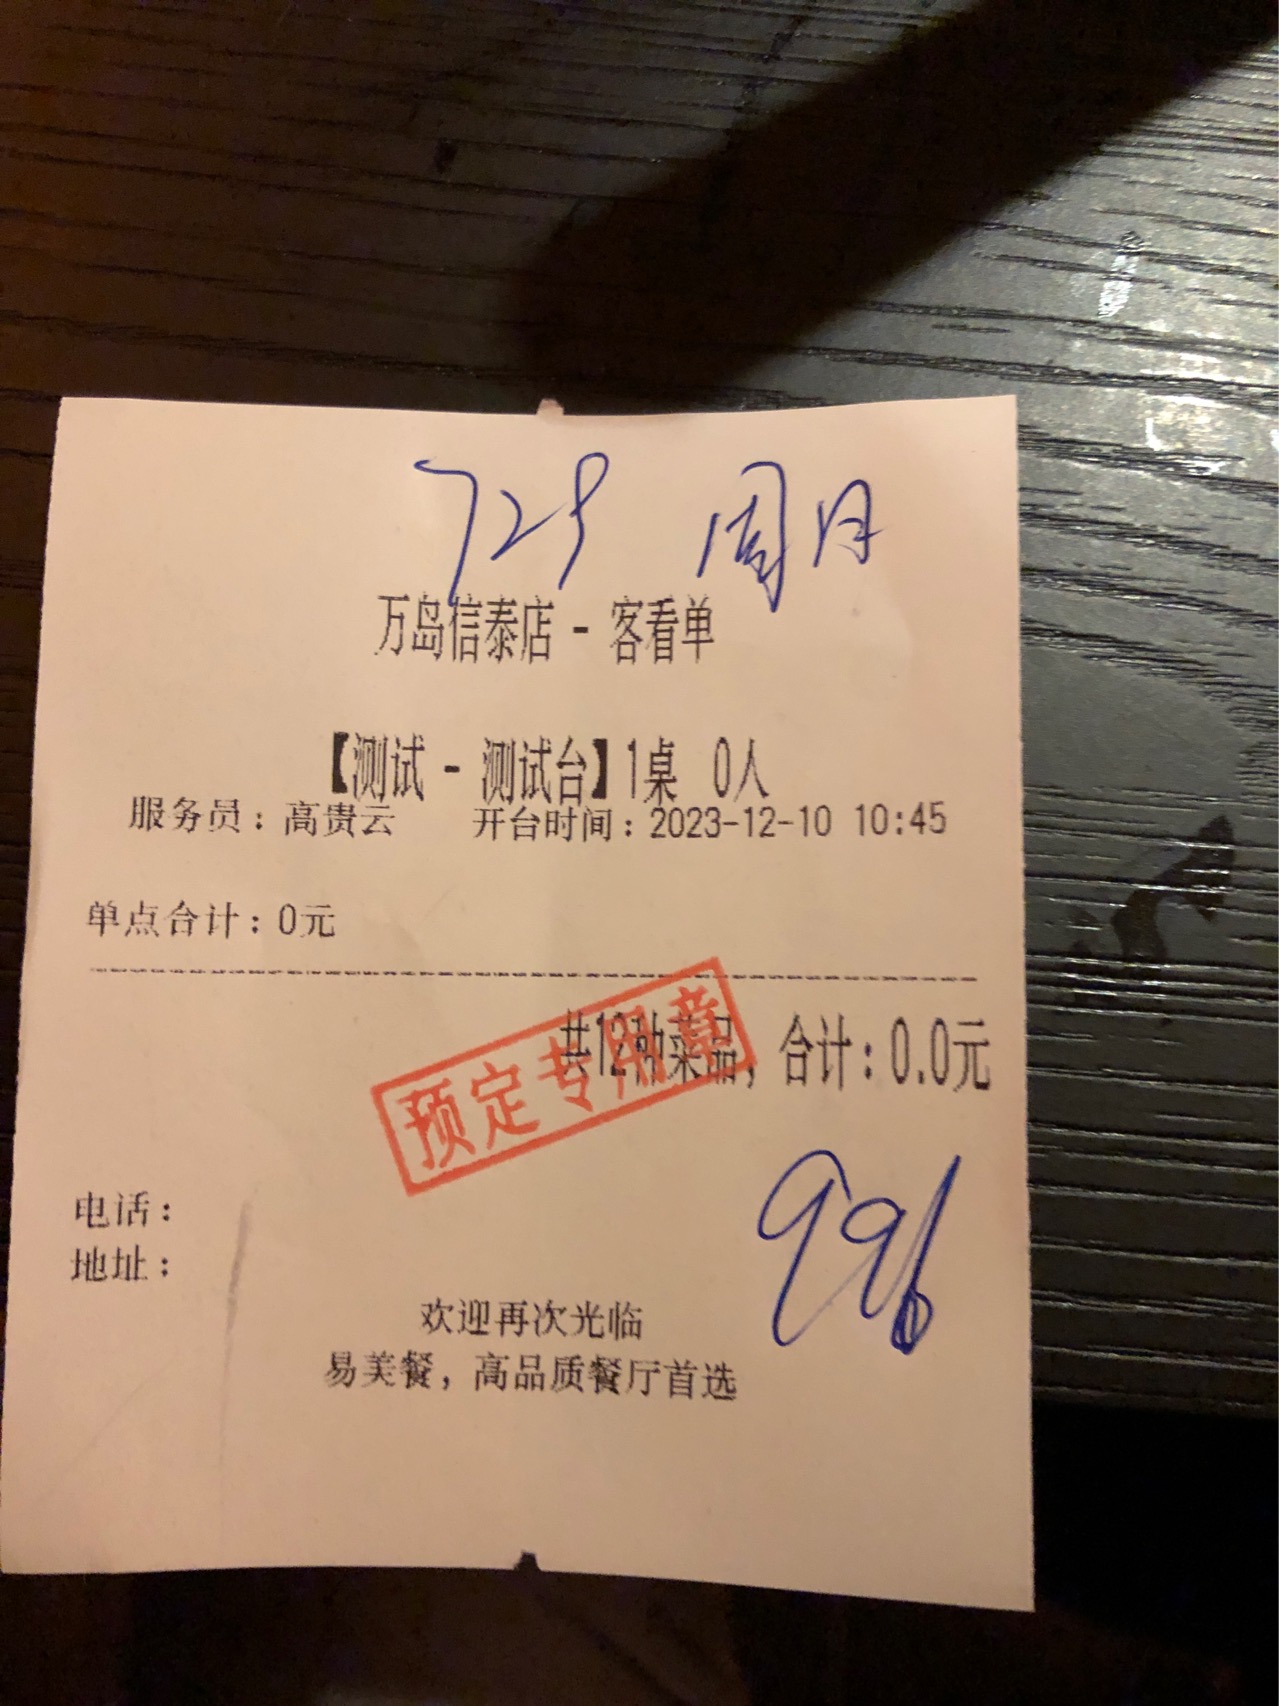 729 周月
万岛信泰店 - 客看单
【测试 - 测试台】1桌 0人
服务员：高贵云 开台时间：2023-12-10 10:45
单点合计：0元
共12种菜品，合计：0.0元
预定专用章
996
电话：
地址：
欢迎再次光临
易美餐，高品质餐厅首选